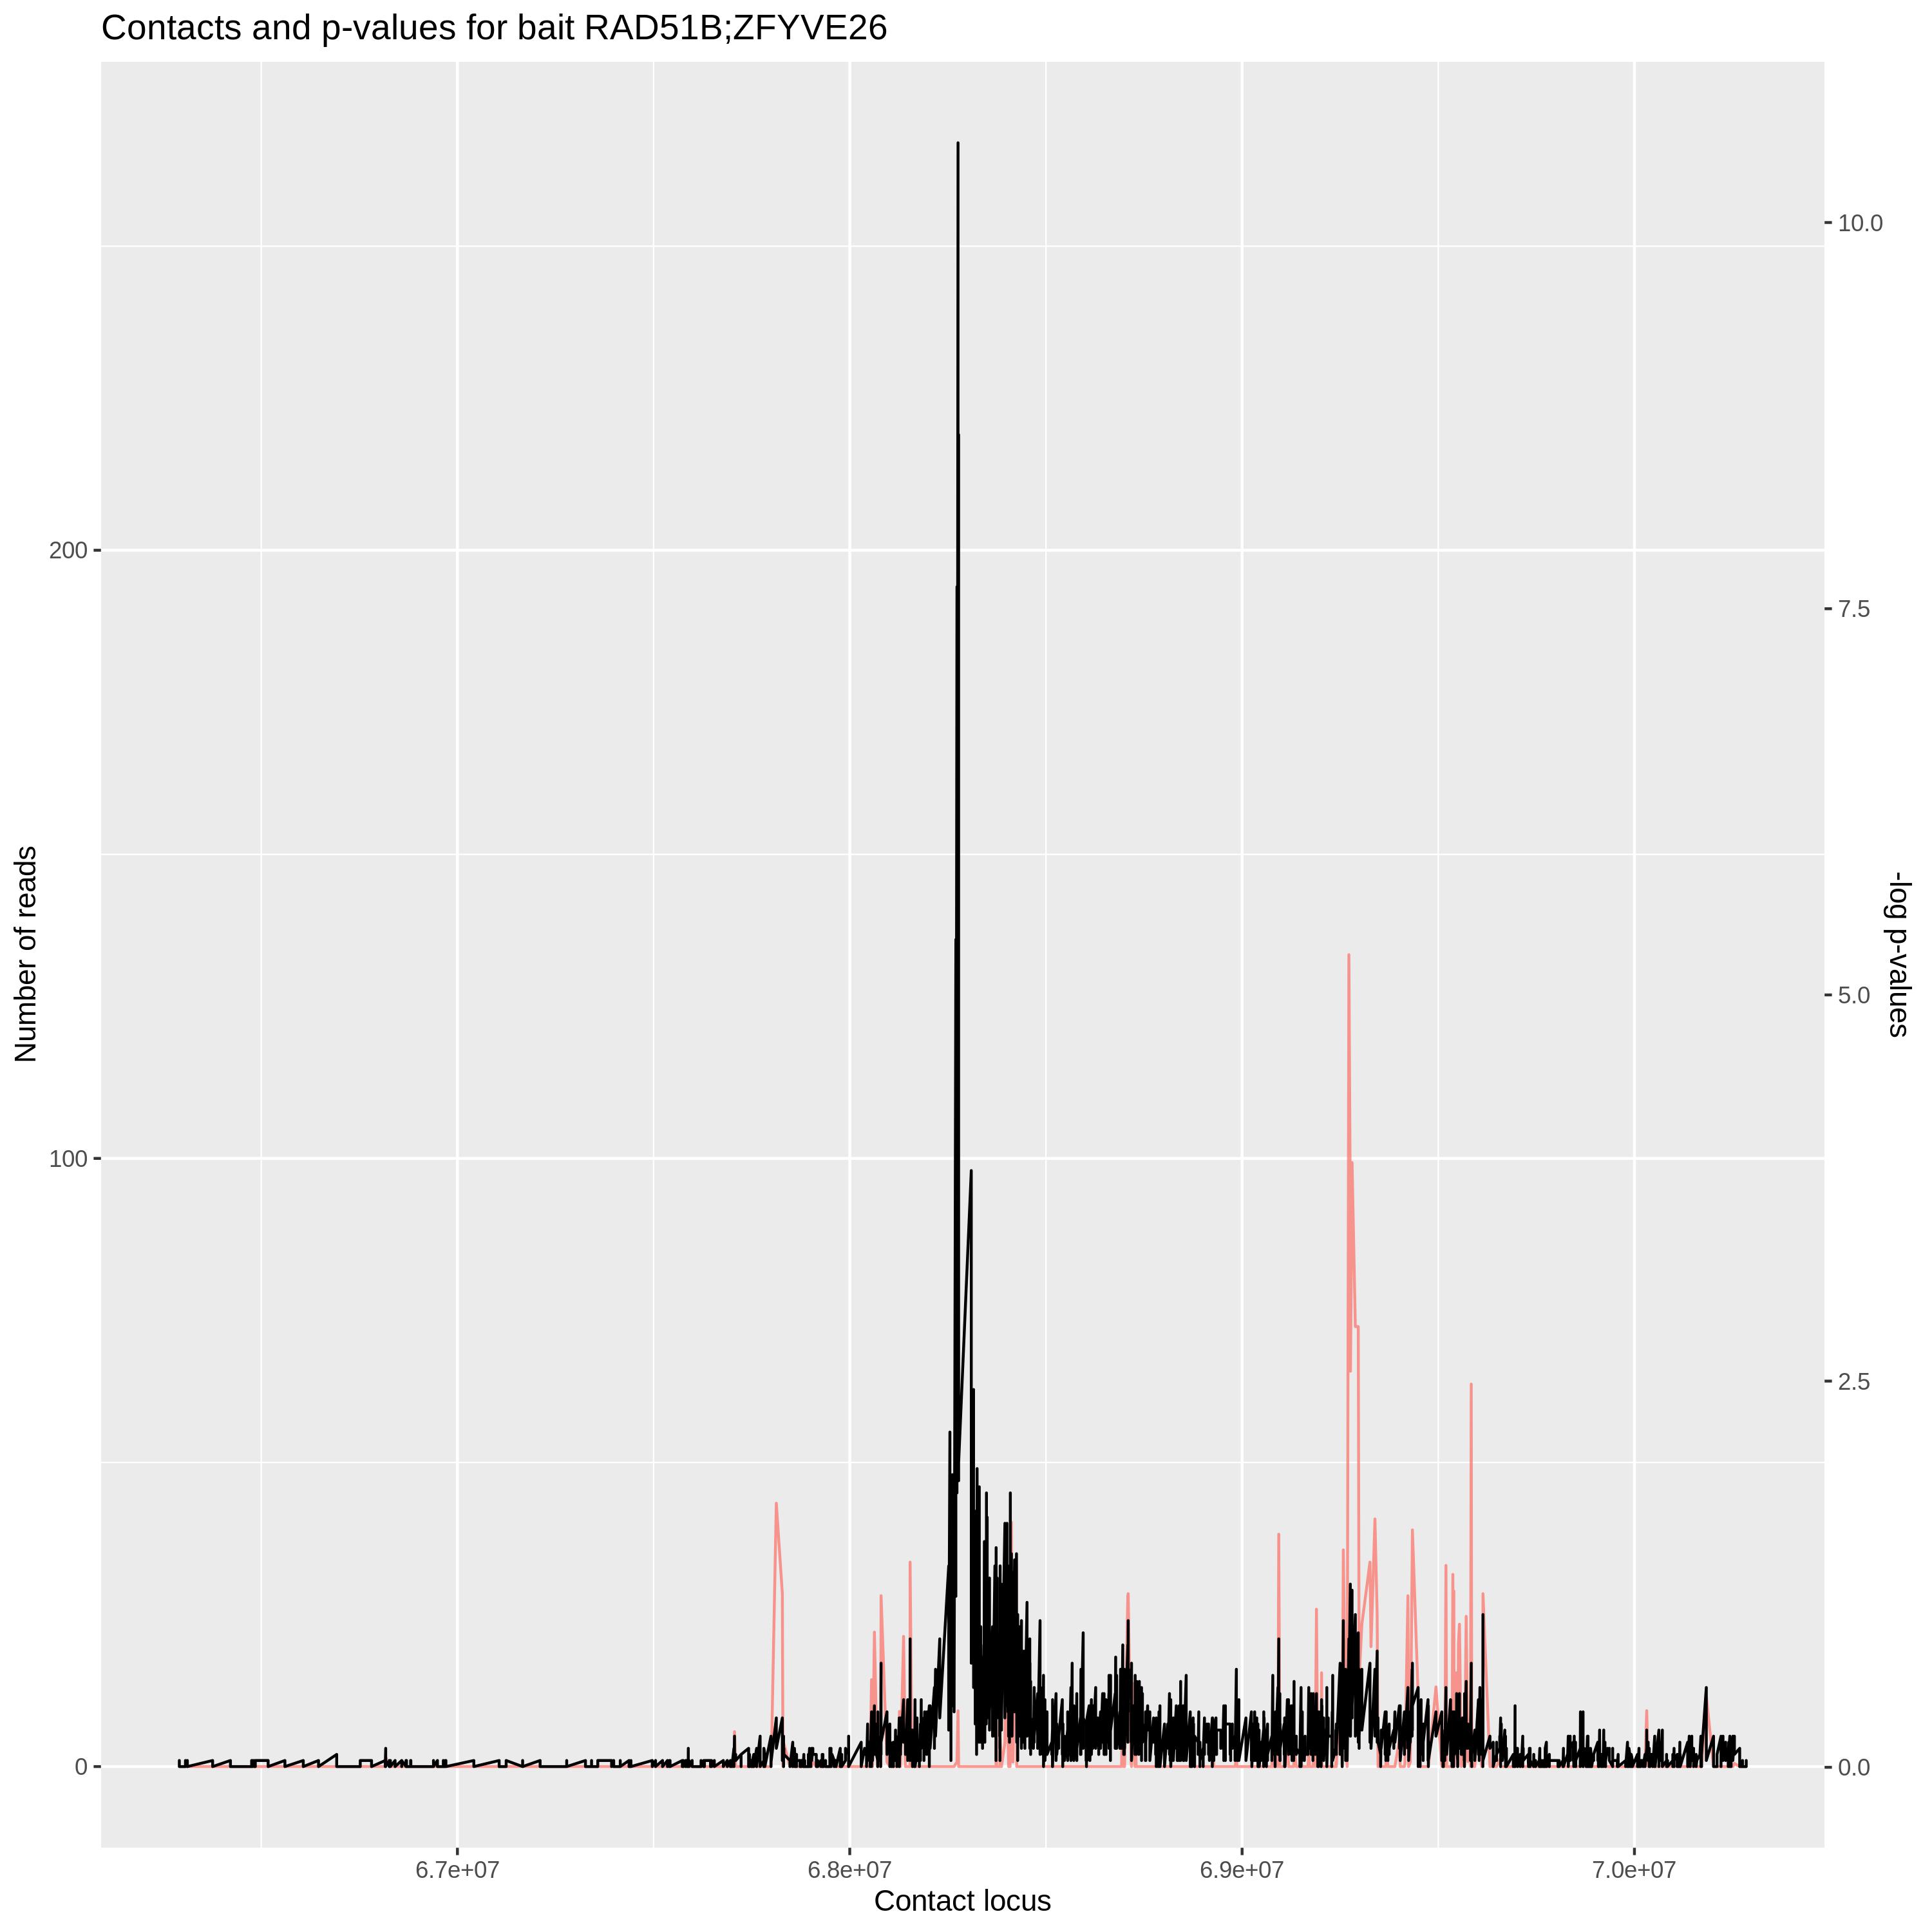 Contacts and p-values for bait RAD51B;ZFYVE26
10.0
200
7.5
Number of reads
-log p-values
5.0
100
2.5
0
0.0
6.7e+07 6.8e+07 6.9e+07 7.0e+07
Contact locus